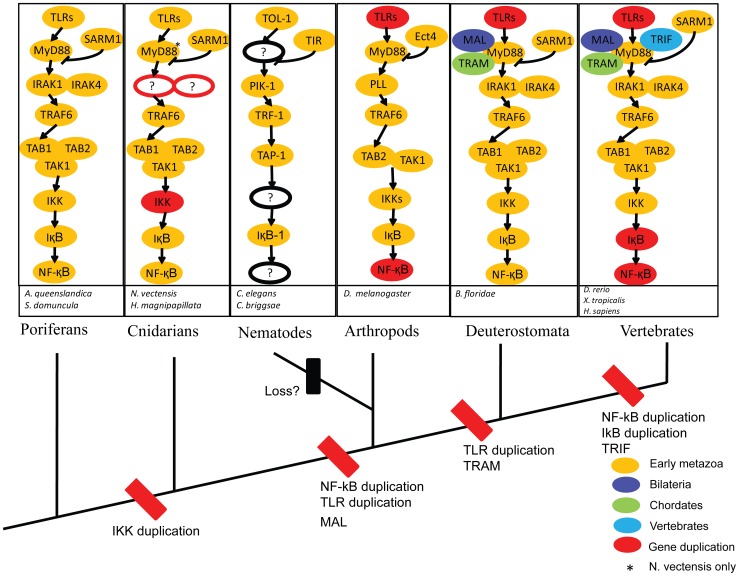 TLRs
MyD88
SARM1
IRAK1
IRAK4
TRAF6
TAB1
TAB2
TAK1
IKK
IκB
NF-κB
A. queenslandica
S. domuncula
Poriferans
TLRs
MyD88*
SARM1
?
?
TRAF6
TAB1
TAB2
TAK1
IKK
IκB
NF-κB
N. vectensis
H. magnipapillata
Cnidarians
TOL-1
?
TIR
PIK-1
TRF-1
TAP-1
?
IκB-1
?
C. elegans
C. briggsae
Nematodes
TLRs
Ect4
MyD88
PLL
TRAF6
TAB2
TAK1
IKKs
IκB
NF-κB
D. melanogaster
Arthropods
TLRs
MAL
SARM1
MyD88
TRAM
IRAK1
IRAK4
TRAF6
TAB1
TAB2
TAK1
IKK
IκB
NF-κB
B. floridae
Deuterostomata
TLRs
SARM1
MAL
TRIF
MyD88
TRAM
IRAK1
IRAK4
TRAF6
TAB1
TAB2
TAK1
IKK
IκB
NF-κB
D. rerio
X. tropicalis
H. sapiens
Vertebrates
Loss?
IKK duplication
NF-kB duplication
TLR duplication
MAL
TLR duplication
TRAM
NF-kB duplication
IkB duplication
TRIF
Early metazoa
Bilateria
Chordates
Vertebrates
Gene duplication
* N. vectensis only